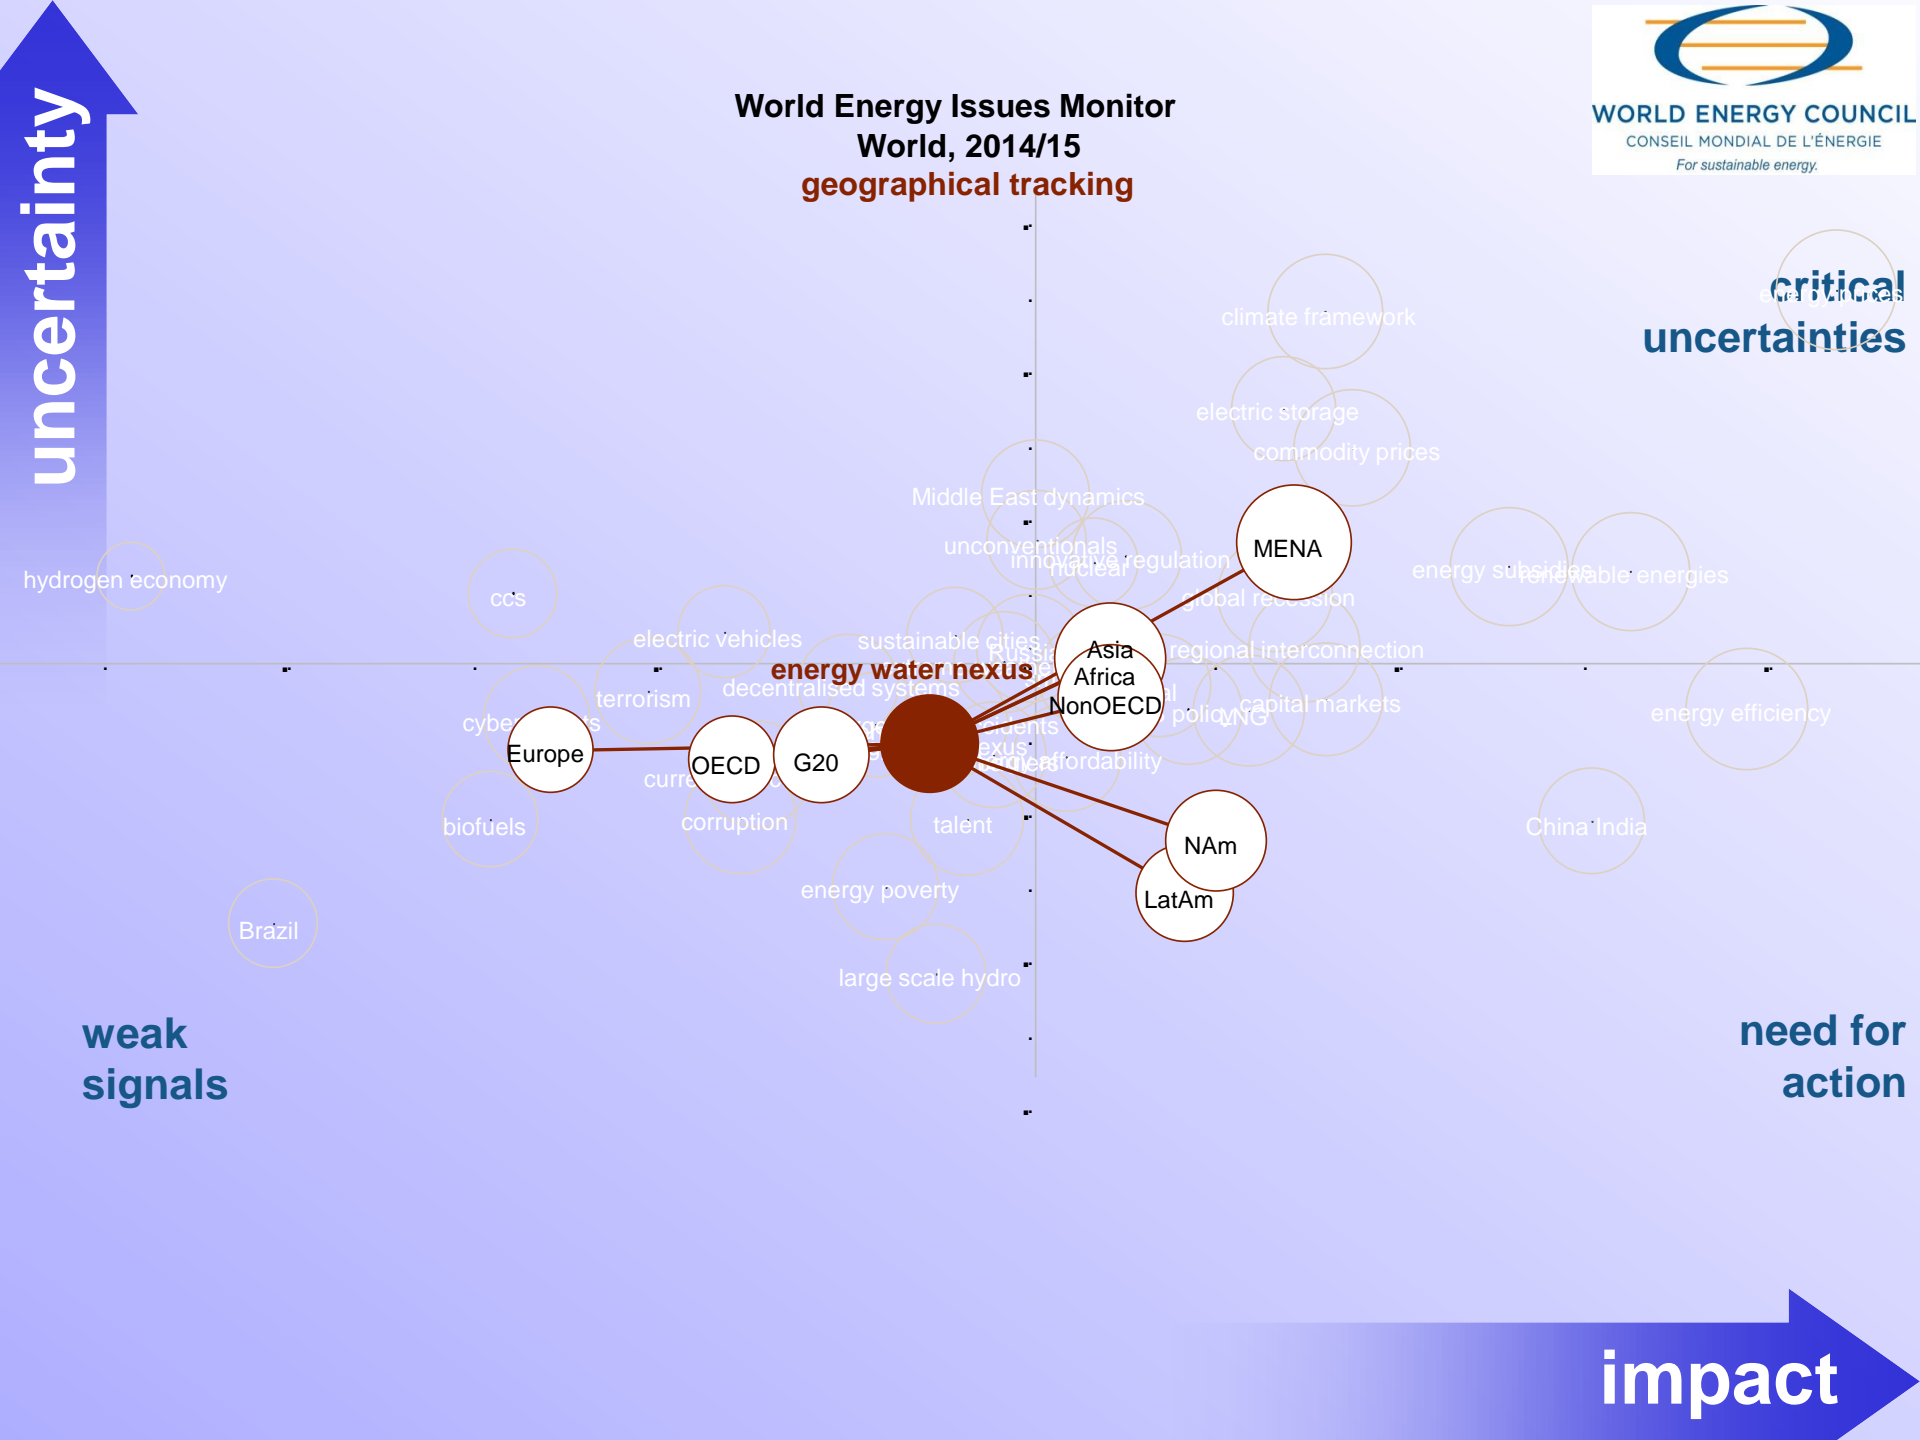 uncertainty
World Energy Issues Monitor
World, 2014/15
geographical tracking
WORLD ENERGY COUNCIL
CONSEIL MONDIAL DE L'ÉNERGIE
For sustainable energy.
critical
uncertainties
energy prices
climate framework
electric storage
commodity prices
Middle East dynamics
unconventionals
innovative regulation
nuclear
MENA
energy subsidies
renewable energies
hydrogen economy
ccs
global recession
electric vehicles
sustainable cities
Russia
Asia
regional interconnection
energy water nexus
Africa
decentralised systems
terrorism
NonOECD
policy
LNG
capital markets
energy efficiency
Europe
OECD
G20
affordability
corruption
biofuels
talent
China India
NAm
energy poverty
LatAm
Brazil
large scale hydro
weak
signals
need for
action
impact